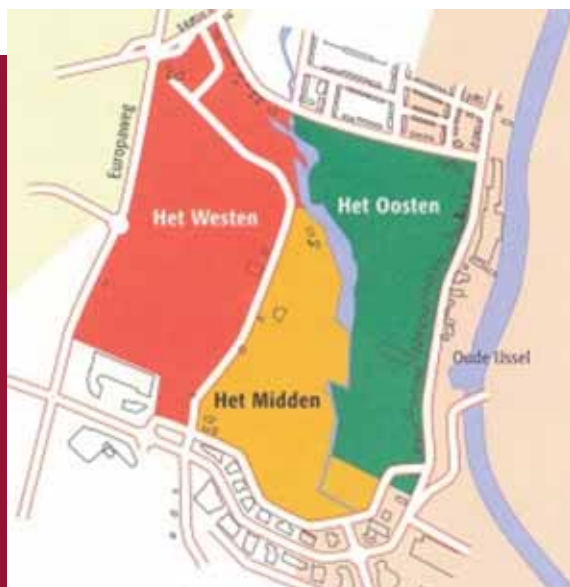 Europaweg
Het Westen
Het Oosten
Oude IJssel
Het Midden